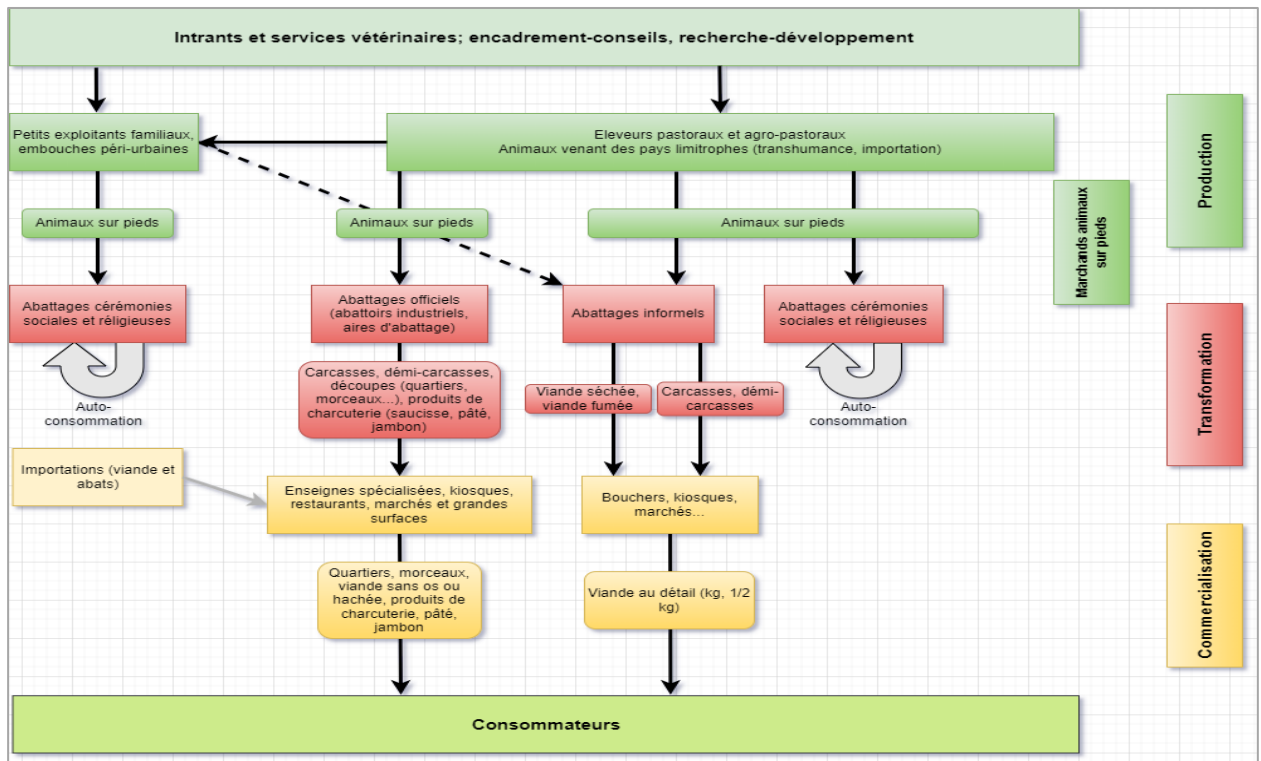 Intrants et services vétérinaires; encadrement-conseils, recherche-développement
Petits exploitants familiaux,
embouches péri-urbaines
Eleveurs pastoraux et agro-pastoraux
Animaux venant des pays limitrophes (transhumance, importation)
Production
Marchands animaux
sur pieds
Animaux sur pieds
Animaux sur pieds
Animaux sur pieds
Abattages cérémonies
sociales et réligieuses
Abattages officiels
(abattoirs industriels,
aires d'abattage)
Abattages informels
Abattages cérémonies
sociales et réligieuses
Transformation
Auto-
consommation
Carcasses, démi-carcasses,
découpes (quartiers,
morceaux...), produits de
charcuterie (saucisse, pâté,
jambon)
Viande séchée,
viande fumée
Carcasses, démi-
carcasses
Auto-
consommation
Importations (viande et
abats)
Enseignes spécialisées, kiosques,
restaurants, marchés et grandes
surfaces
Bouchers, kiosques,
marchés...
Commercialisation
Quartiers, morceaux,
viande sans os ou
hachée, produits de
charcuterie, pâté,
jambon
Viande au détail (kg, 1/2
kg)
Consommateurs